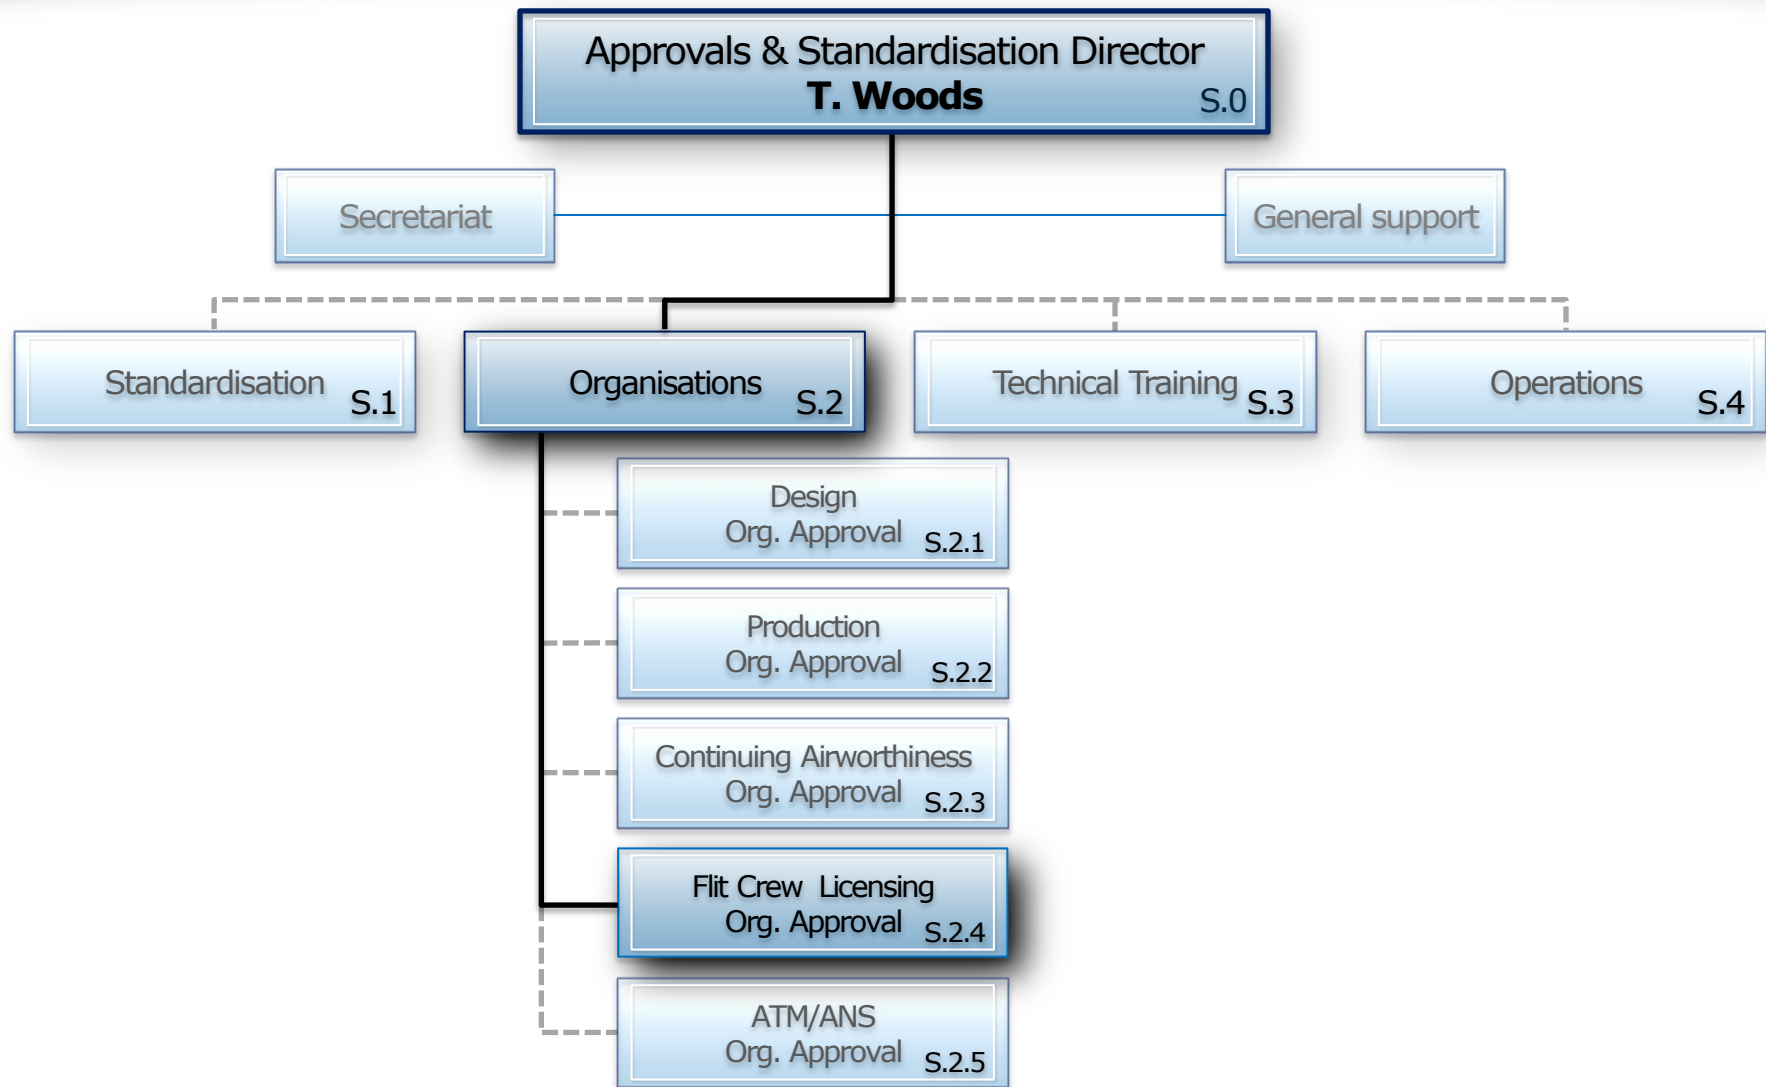 Approvals & Standardisation Director
T. Woods
S.0
Secretariat
General support
Standardisation
S.1
Organisations
S.2
Technical Training
S.3
Operations
S.4
Design
Org. Approval
S.2.1
Production
Org. Approval
S.2.2
Continuing Airworthiness
Org. Approval
S.2.3
Flit Crew Licensing
Org. Approval
S.2.4
ATM/ANS
Org. Approval
S.2.5